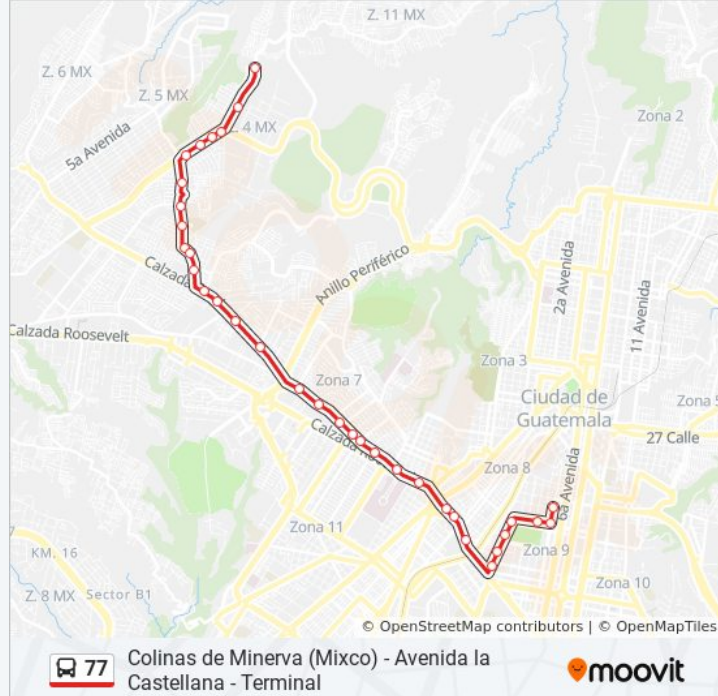 Z. 11 MX
Z. 6 MX
Z. 5 MX
Zona 2
5a Avenida
Z. 4 MX
Anillo Periférico
2a Avenida
11 Avenida
Calzada
Calzada Roosevelt
Zona 3
Zona 7
Ciudad de
Guatemala
Zona 5
27 Calle
Calzada Ro
Zona 8
6a Avenida
Zona 11
Zona 9
KM. 16
Zona 10
Z. 8 MX
Sector B1
© OpenStreetMap contributors | © OpenMapTiles
77
Colinas de Minerva (Mixco) - Avenida la
Castellana - Terminal
moovit